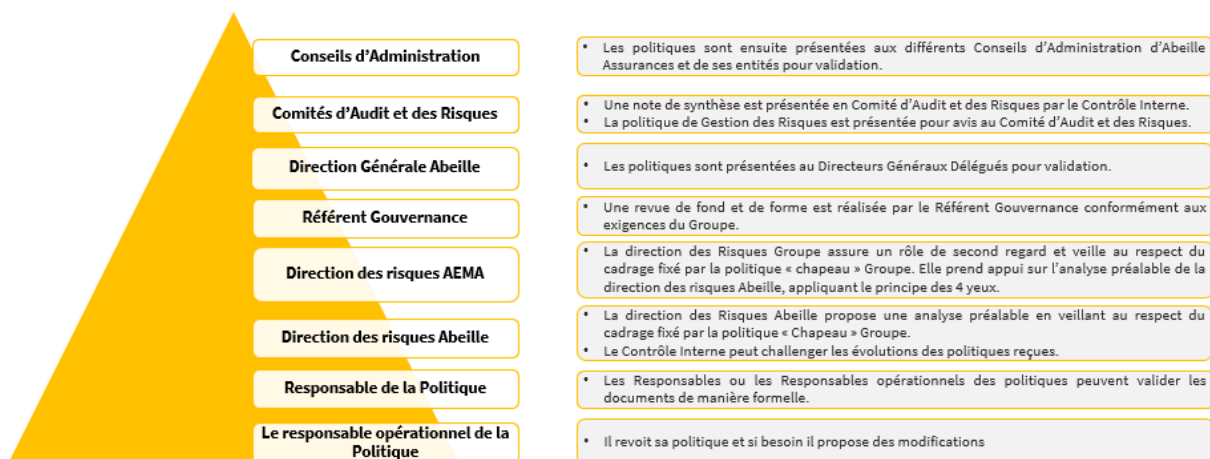 Conseils d'Administration
• Les politiques sont ensuite présentées aux différents Conseils d'Administration d'Abeille
Assurances et de ses entités pour validation.
Comités d'Audit et des Risques
• Une note de synthèse est présentée en Comité d'Audit et des Risques par le Contrôle Interne.
• La politique de Gestion des Risques est présentée pour avis au Comité d'Audit et des Risques.
Direction Générale Abeille
• Les politiques sont présentées au Directeurs Généraux Délégués pour validation.
Référent Gouvernance
• Une revue de fond et de forme est réalisée par le Référent Gouvernance conformément aux
exigences du Groupe.
Direction des risques AEMA
• La direction des Risques Groupe assure un rôle de second regard et veille au respect du
cadrage fixé par la politique « chapeau » Groupe. Elle prend appui sur l'analyse préalable de la
direction des risques Abeille, appliquant le principe des 4 yeux.
Direction des risques Abeille
• La direction des Risques Abeille propose une analyse préalable en veillant au respect du
cadrage fixé par la politique « Chapeau » Groupe.
• Le Contrôle Interne peut challenger les évolutions des politiques reçues.
Responsable de la Politique
• Les Responsables ou les Responsables opérationnels des politiques peuvent valider les
documents de manière formelle.
Le responsable opérationnel de la
Politique
• Il revoit sa politique et si besoin il propose des modifications